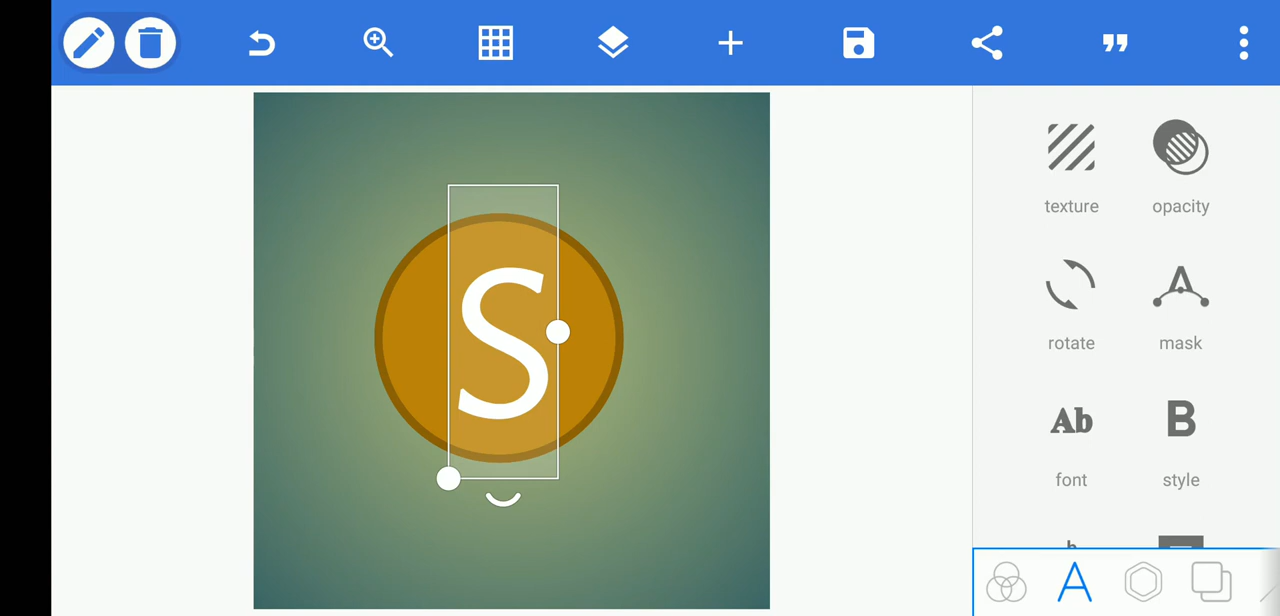 S
texture opacity
rotate mask
Ab B
font style
A